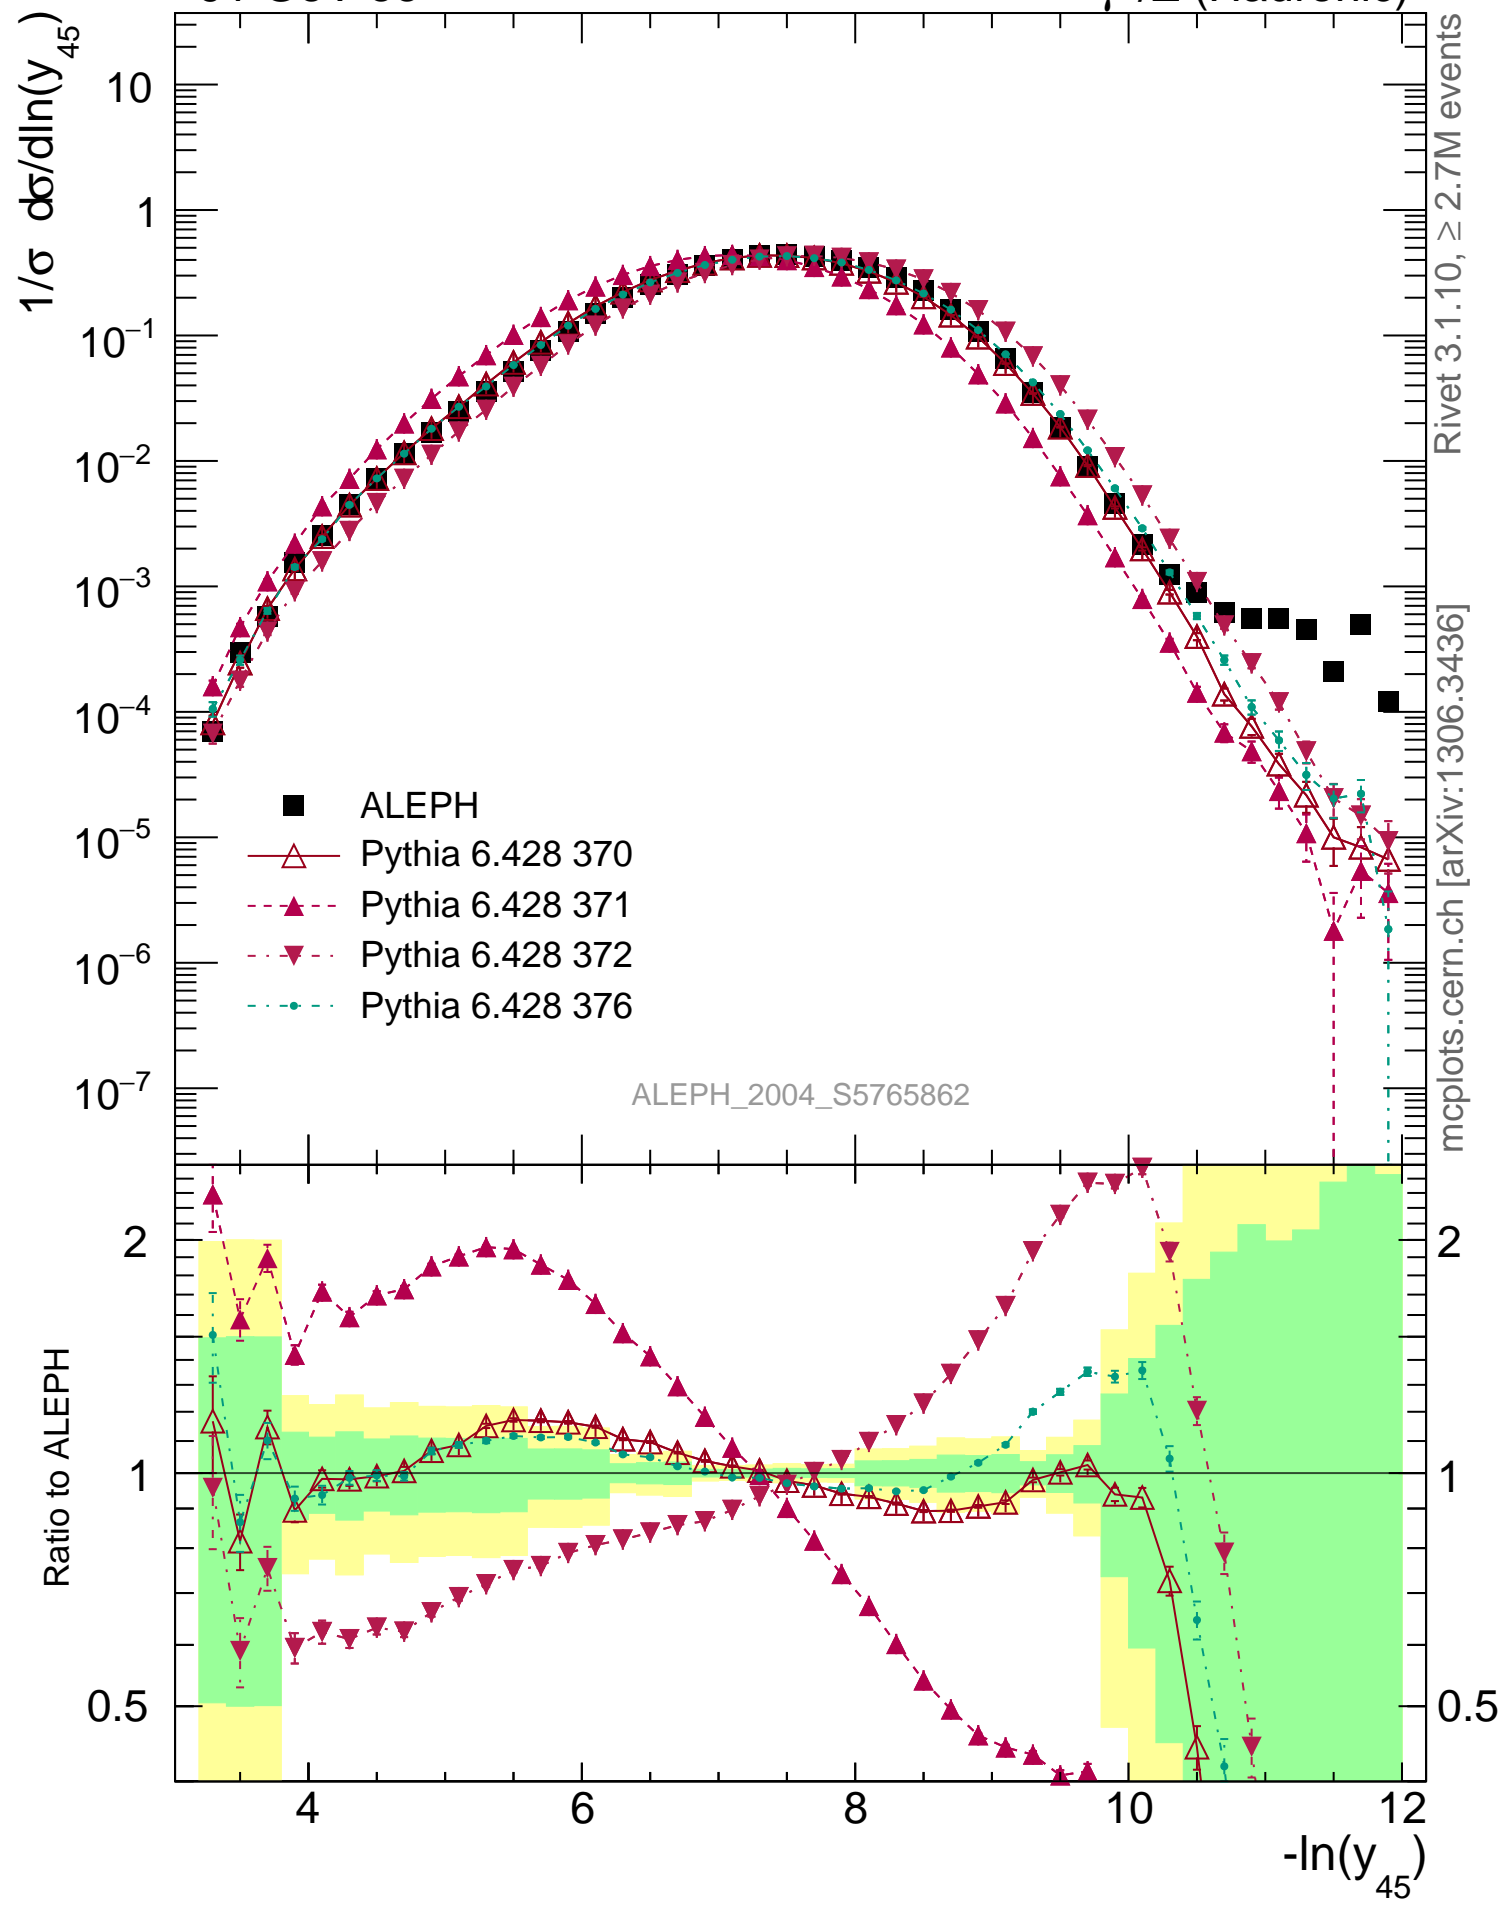 1/σ dσ/dln(y45)
10
1
10−1
10−2
10−3
10−4
10−5
10−6
10−7
ALEPH
Pythia 6.428 370
Pythia 6.428 371
Pythia 6.428 372
Pythia 6.428 376
ALEPH_2004_S5765862
Rivet 3.1.10, ≥ 2.7M events
mcplots.cern.ch [arXiv:1306.3436]
Ratio to ALEPH
2
1
0.5
2
1
0.5
4 6 8 10 12
-ln(y45)